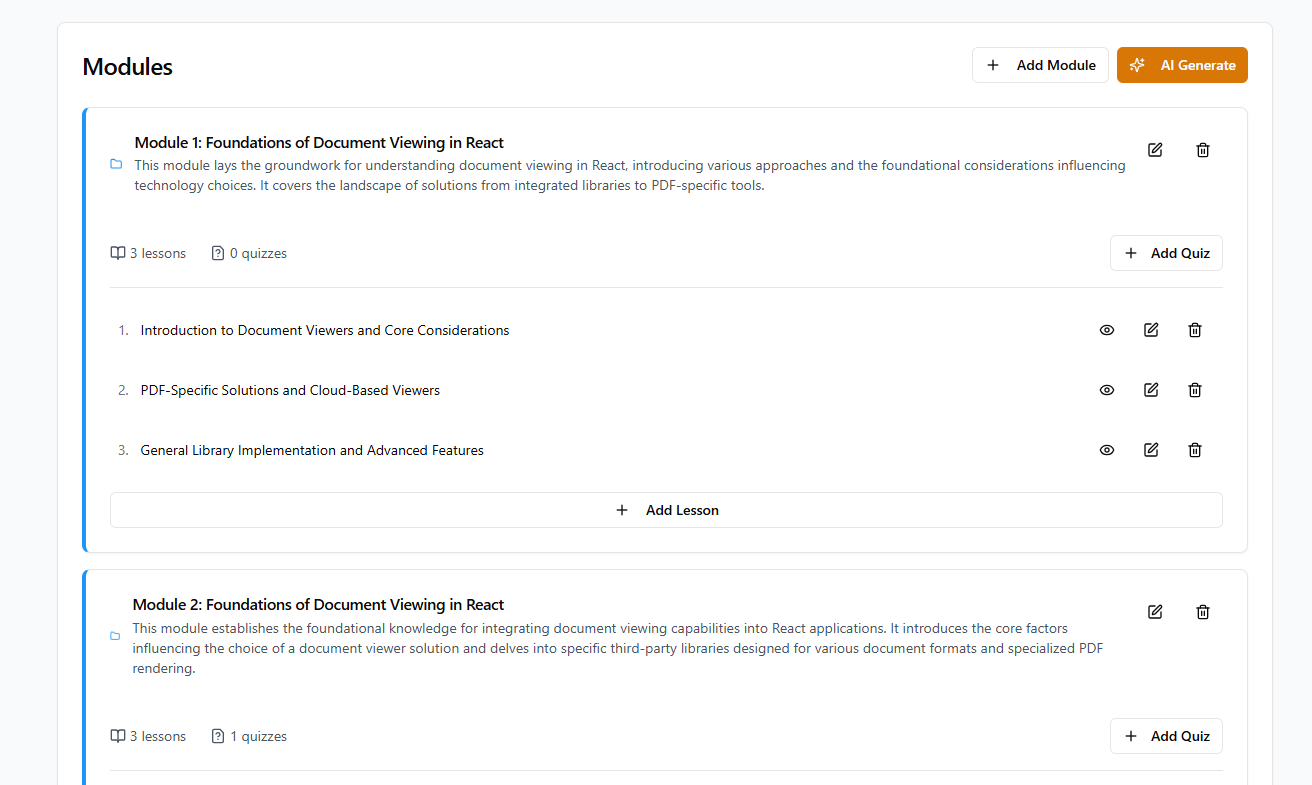 Modules
Add Module
AI Generate
Module 1: Foundations of Document Viewing in React
This module lays the groundwork for understanding document viewing in React, introducing various approaches and the foundational considerations influencing
technology choices. It covers the landscape of solutions from integrated libraries to PDF-specific tools.
3 lessons
0 quizzes
Add Quiz
1. Introduction to Document Viewers and Core Considerations
2. PDF-Specific Solutions and Cloud-Based Viewers
3. General Library Implementation and Advanced Features
Add Lesson
Module 2: Foundations of Document Viewing in React
This module establishes the foundational knowledge for integrating document viewing capabilities into React applications. It introduces the core factors
influencing the choice of a document viewer solution and delves into specific third-party libraries designed for various document formats and specialized PDF
rendering.
3 lessons
1 quizzes
Add Quiz